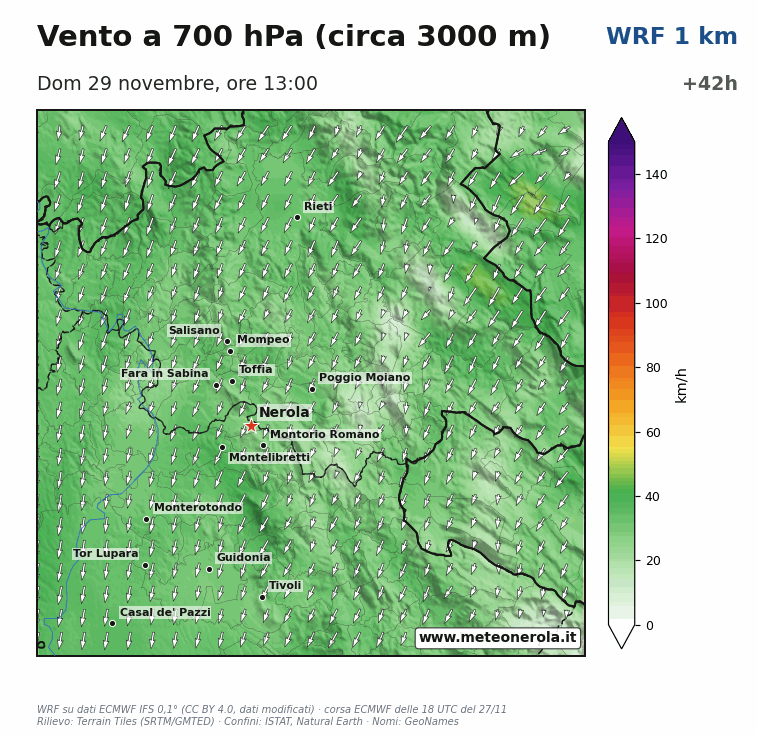 Vento a 700 hPa (circa 3000 m)
WRF 1 km
Dom 29 novembre, ore 13:00
+42h
Rieti
Salisano
Mompeo
Fara in Sabina
Toffia
Poggio Moiano
Nerola
Montorio Romano
Montelibretti
Monterotondo
Tor Lupara
Guidonia
Tivoli
Casal de' Pazzi
www.meteonerola.it
140
120
100
80
60
40
20
0
km/h
WRF su dati ECMWF IFS 0,1° (CC BY 4.0, dati modificati) · corsa ECMWF delle 18 UTC del 27/11
Rilievo: Terrain Tiles (SRTM/GMTED) · Confini: ISTAT, Natural Earth · Nomi: GeoNames